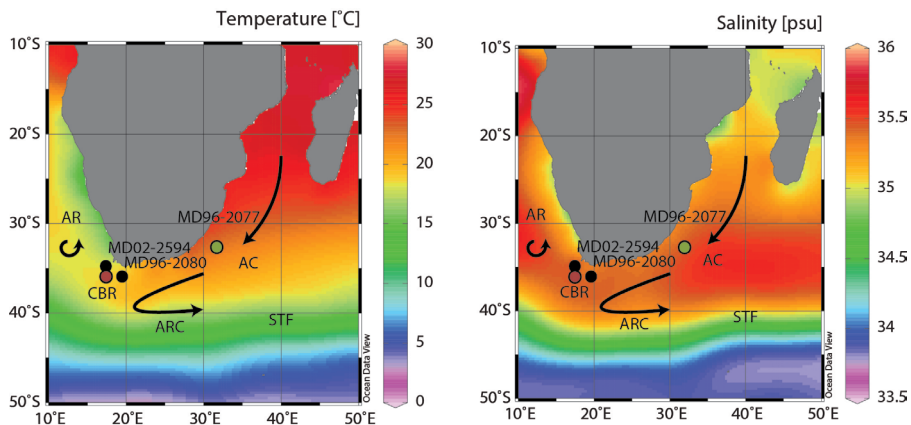 Temperature [°C]
10°S
20°S
30°S
40°S
50°S
10°E
20°E
30°E
40°E
50°E
AR
MD96-2077
MD02-2594
MD96-2080
AC
CBR
ARC
STF
Ocean Data View
30
25
20
15
10
5
0
Salinity [psu]
10°S
20°S
30°S
40°S
50°S
10°E
20°E
30°E
40°E
50°E
AR
MD96-2077
MD02-2594
MD96-2080
AC
CBR
ARC
STF
Ocean Data View
36
35.5
35
34.5
34
33.5